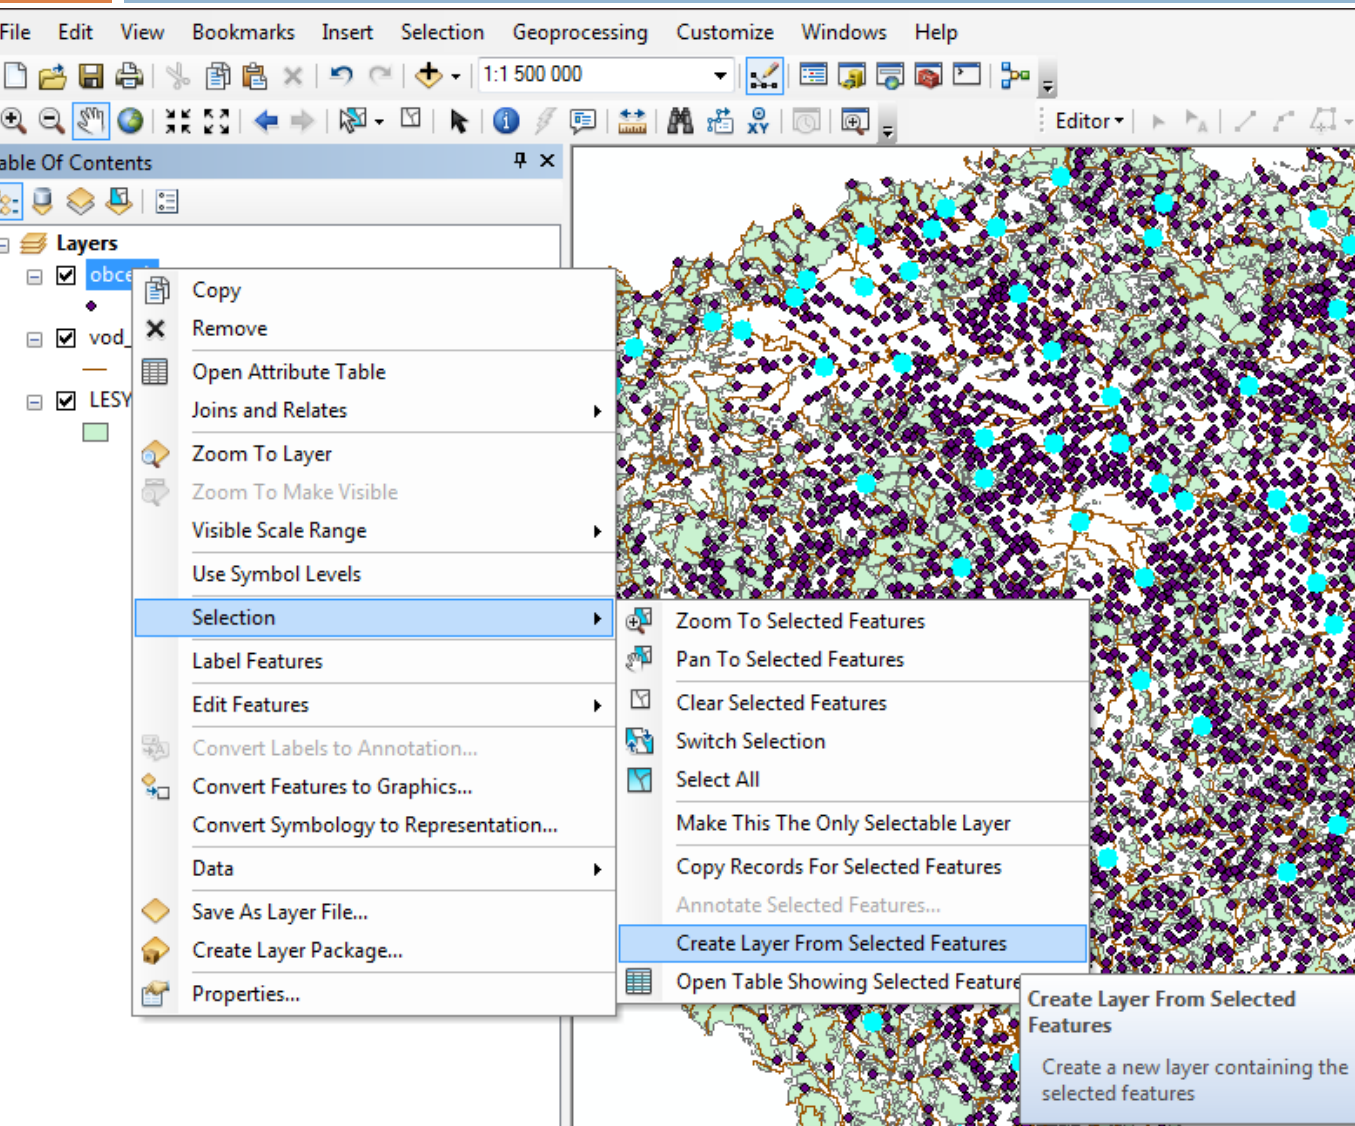 File Edit View Bookmarks Insert Selection Geoprocessing Customize Windows Help
1:1 500 000
XY
Editor
Table Of Contents
Layers
obce
Copy
vod_
Remove
Open Attribute Table
LESY
Joins and Relates
Zoom To Layer
Zoom To Make Visible
Visible Scale Range
Use Symbol Levels
Selection
Label Features
Edit Features
Convert Labels to Annotation...
Convert Features to Graphics...
Convert Symbology to Representation...
Data
Save As Layer File...
Create Layer Package...
Properties...
Zoom To Selected Features
Pan To Selected Features
Clear Selected Features
Switch Selection
Select All
Make This The Only Selectable Layer
Copy Records For Selected Features
Annotate Selected Features...
Create Layer From Selected Features
Open Table Showing Selected Feature
Create Layer From Selected
Features
Create a new layer containing the
selected features